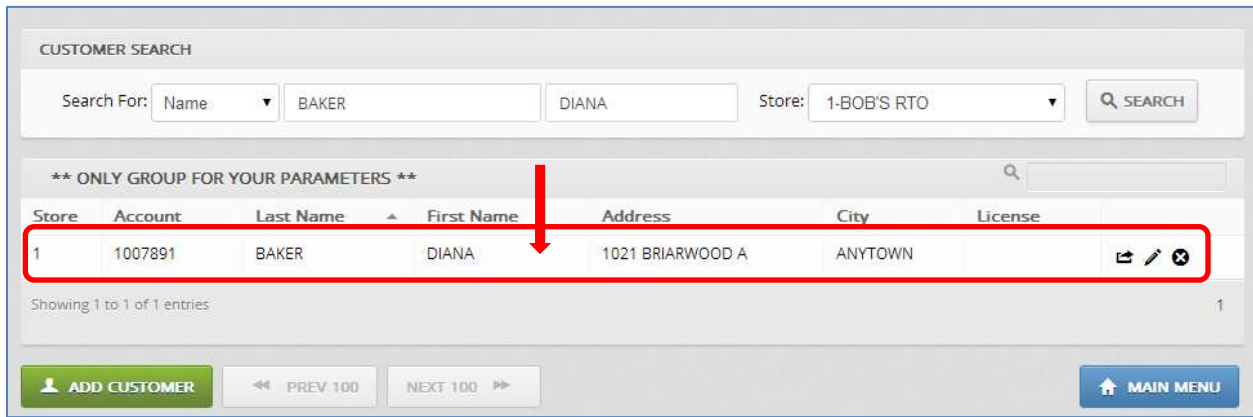 CUSTOMER SEARCH
Search For: Name BAKER DIANA Store: 1-BOB'S RTO SEARCH
** ONLY GROUP FOR YOUR PARAMETERS **
Store Account Last Name First Name Address City License
1 1007891 BAKER DIANA 1021 BRIARWOOD A ANYTOWN
Showing 1 to 1 of 1 entries 1
ADD CUSTOMER PREV 100 NEXT 100 MAIN MENU